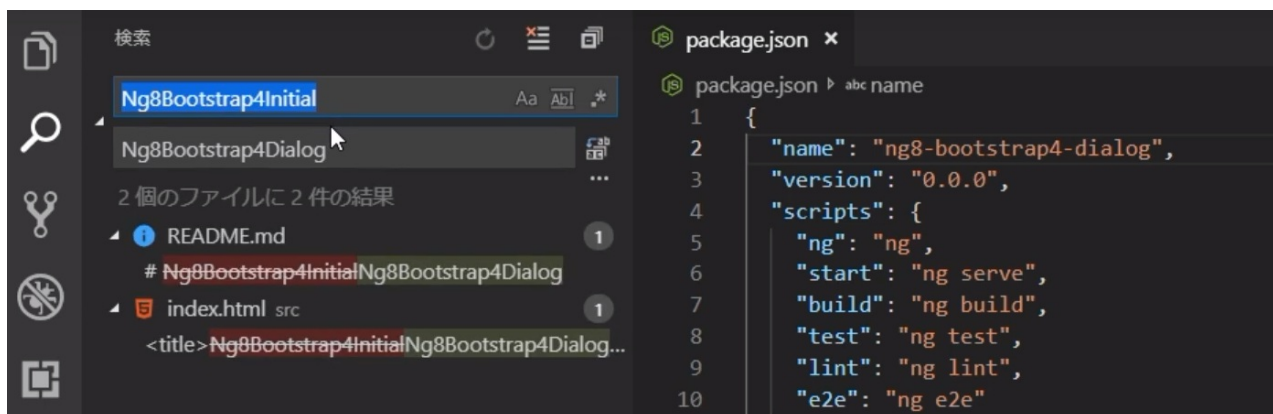 検索
Ng8Bootstrap4Initial
Aa Abl .*
Ng8Bootstrap4Dialog
...
2 個のファイルに 2 件の結果
README.md 1
# Ng8Bootstrap4InitialNg8Bootstrap4Dialog
index.html src 1
<title>Ng8Bootstrap4InitialNg8Bootstrap4Dialog...
package.json ×
package.json abc name
1 {
2 "name": "ng8-bootstrap4-dialog",
3 "version": "0.0.0",
4 "scripts": {
5 "ng": "ng",
6 "start": "ng serve",
7 "build": "ng build",
8 "test": "ng test",
9 "lint": "ng lint",
10 "e2e": "ng e2e"